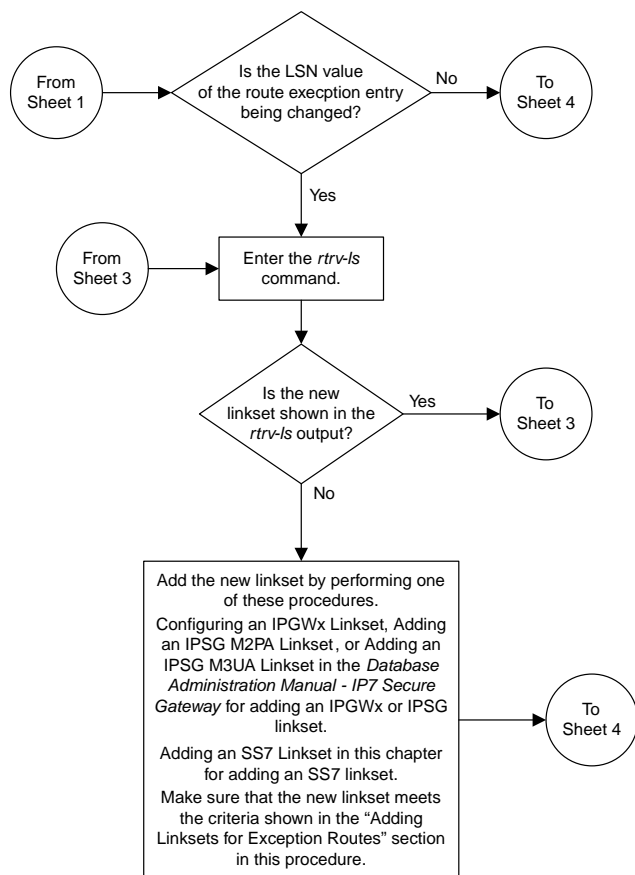 From
Sheet 1
Is the LSN value
of the route execption entry
being changed?
No
To
Sheet 4
Yes
From
Sheet 3
Enter the rtrv-ls
command.
Is the new
linkset shown in the
rtrv-ls output?
Yes
To
Sheet 3
No
Add the new linkset by performing one
of these procedures.
Configuring an IPGWx Linkset, Adding
an IPSG M2PA Linkset, or Adding an
IPSG M3UA Linkset in the Database
Administration Manual - IP7 Secure
Gateway for adding an IPGWx or IPSG
linkset.
Adding an SS7 Linkset in this chapter
for adding an SS7 linkset.
Make sure that the new linkset meets
the criteria shown in the “Adding
Linksets for Exception Routes” section
in this procedure.
To
Sheet 4